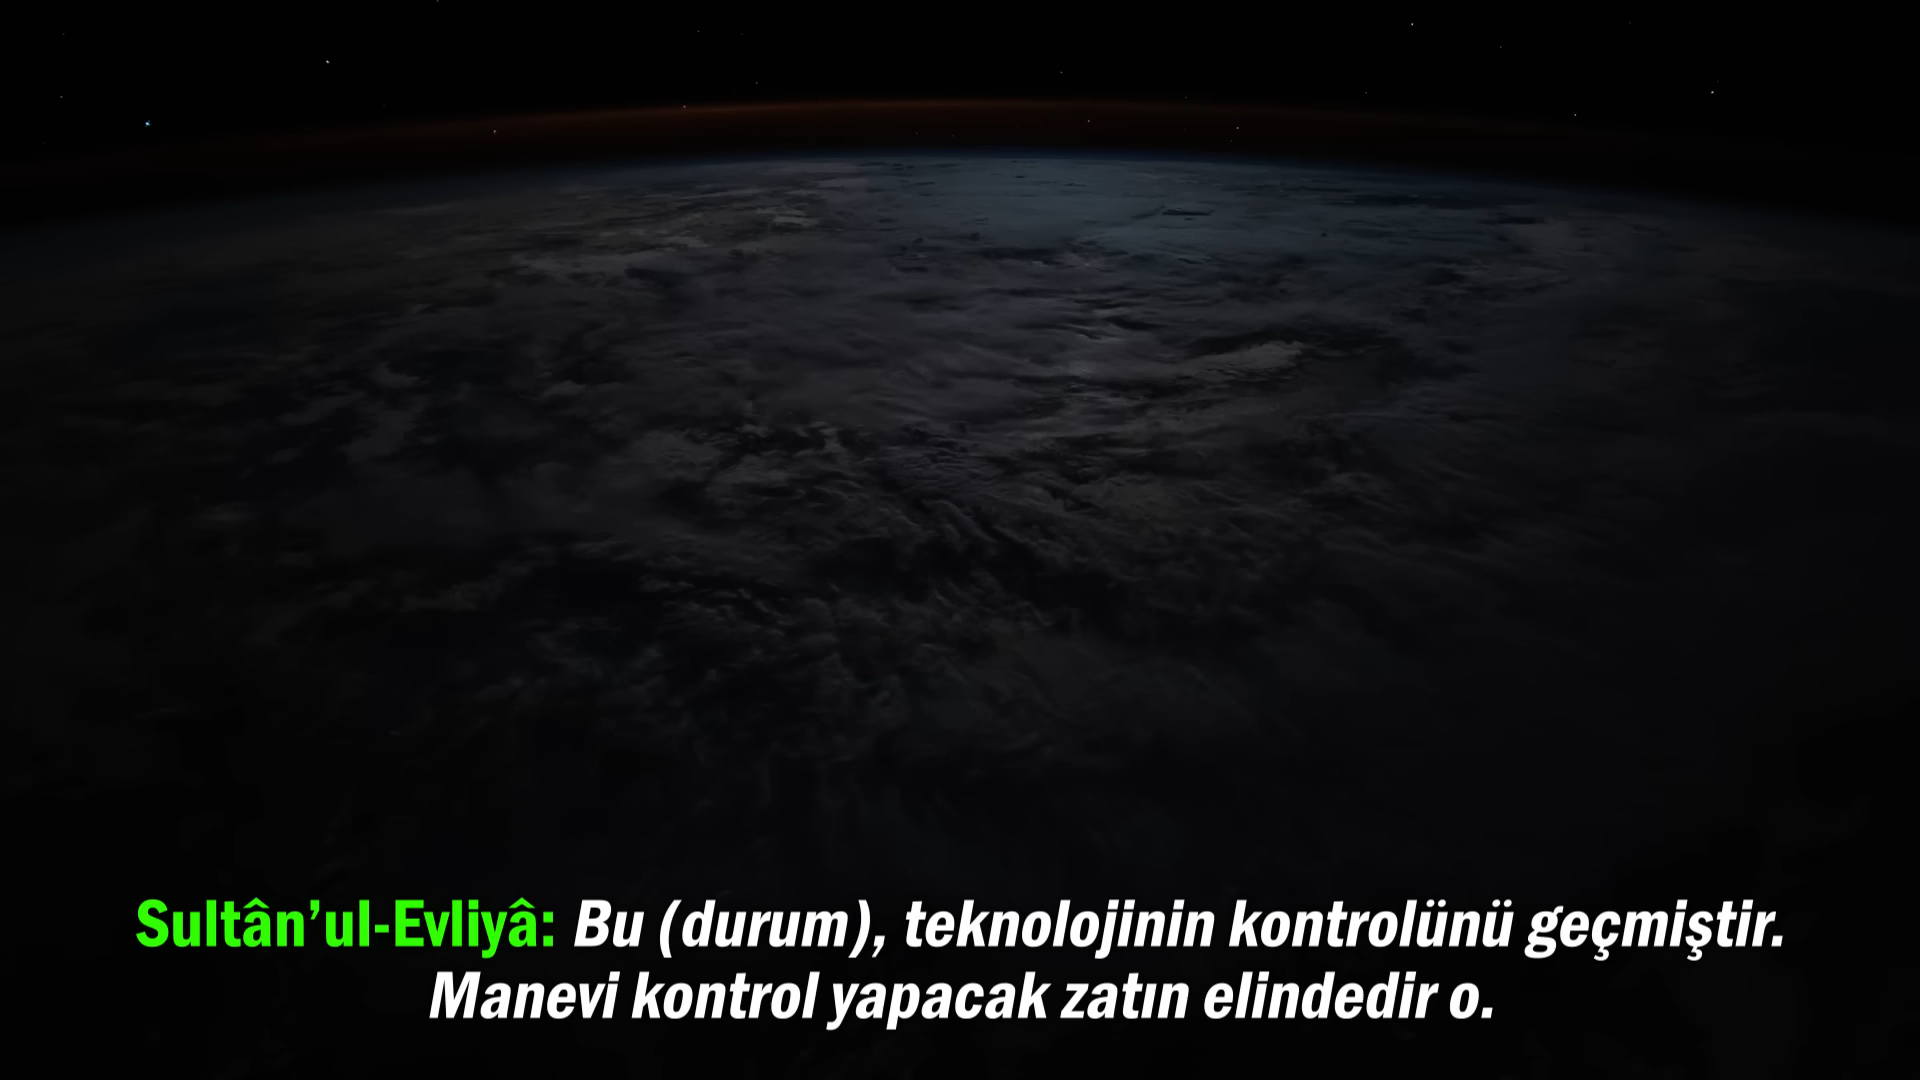 Sultân’ul-Evliyâ: Bu (durum), teknolojinin kontrolünü geçmiştir.
Manevi kontrol yapacak zatın elindedir o.